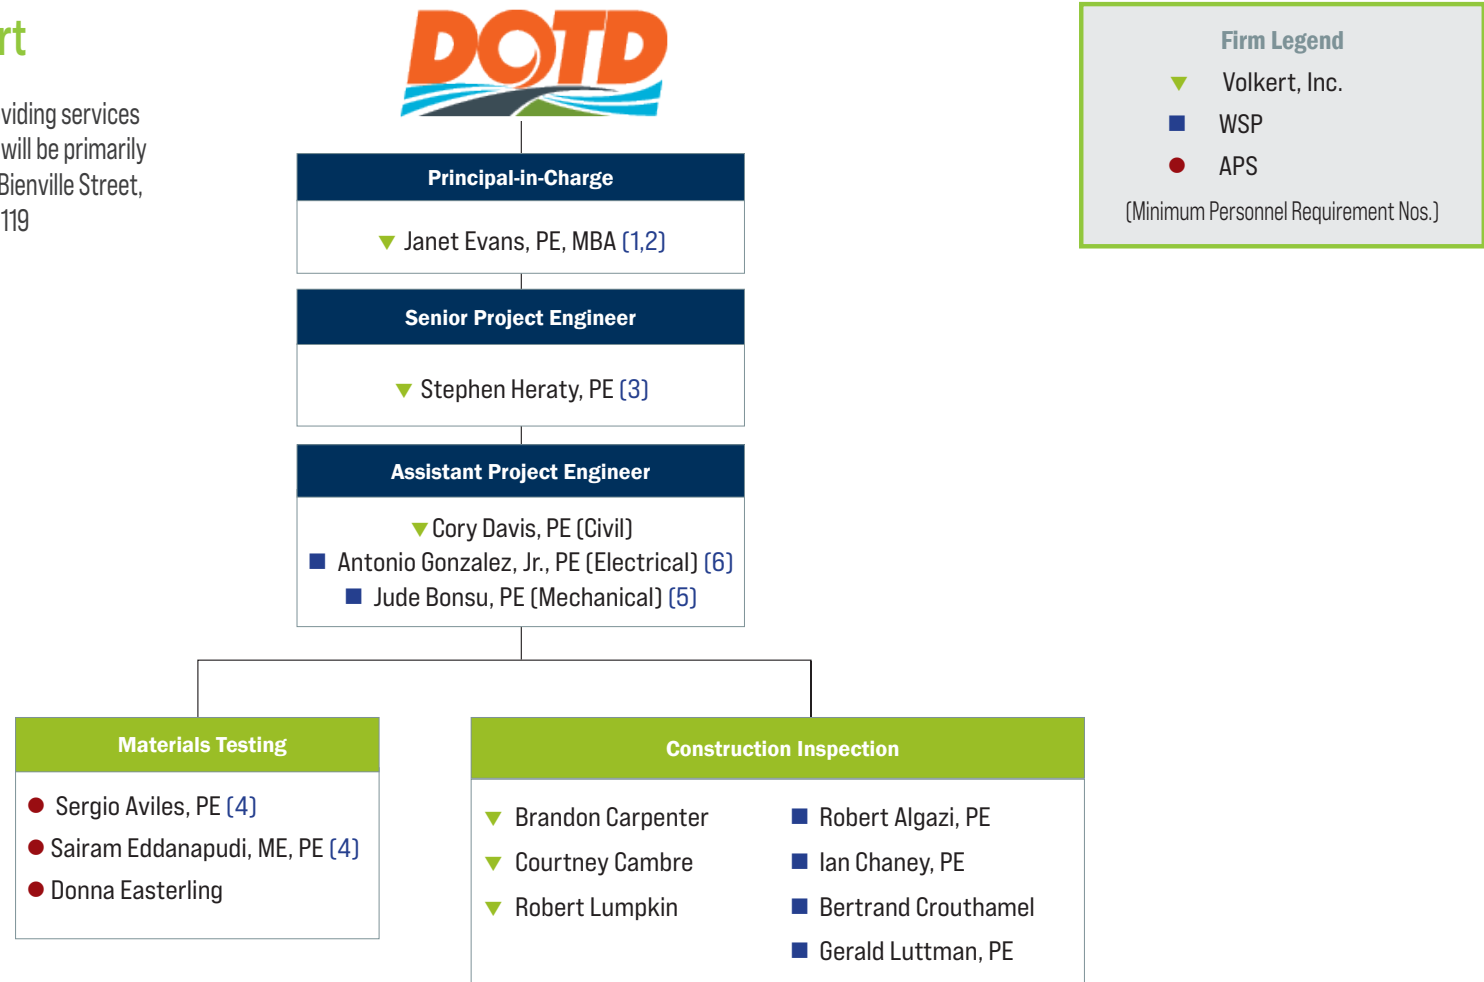 rt
viding services
will be primarily
Bienville Street,
119
DOTD
Firm Legend
Volkert, Inc.
WSP
APS
(Minimum Personnel Requirement Nos.)
Principal-in-Charge
Janet Evans, PE, MBA (1,2)
Senior Project Engineer
Stephen Heraty, PE (3)
Assistant Project Engineer
Cory Davis, PE (Civil)
Antonio Gonzalez, Jr., PE (Electrical) (6)
Jude Bonsu, PE (Mechanical) (5)
Materials Testing
Sergio Aviles, PE (4)
Sairam Eddanapudi, ME, PE (4)
Donna Easterling
Construction Inspection
Brandon Carpenter
Courtney Cambre
Robert Lumpkin
Robert Algazi, PE
Ian Chaney, PE
Bertrand Crouthamel
Gerald Luttman, PE